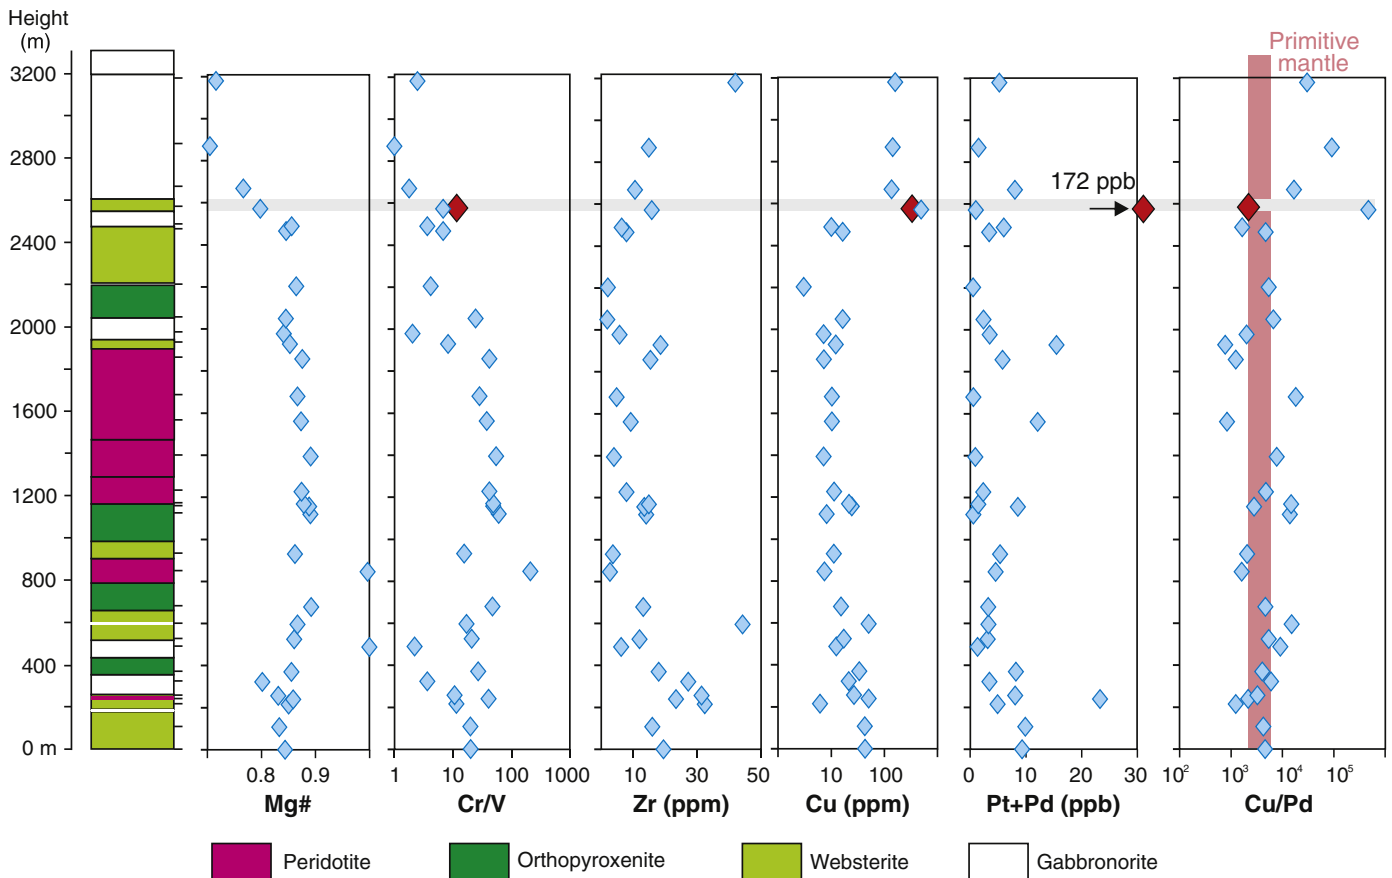 Height
(m)
Primitive
mantle
3200
2800
2400
2000
1600
1200
800
400
0 m
172 ppb
0.8 0.9
1 10 100 1000
10 30 50
10 100
0 10 20 30
10² 10³ 10⁴ 10⁵
Mg#
Cr/V
Zr (ppm)
Cu (ppm)
Pt+Pd (ppb)
Cu/Pd
Peridotite
Orthopyroxenite
Websterite
Gabbronorite